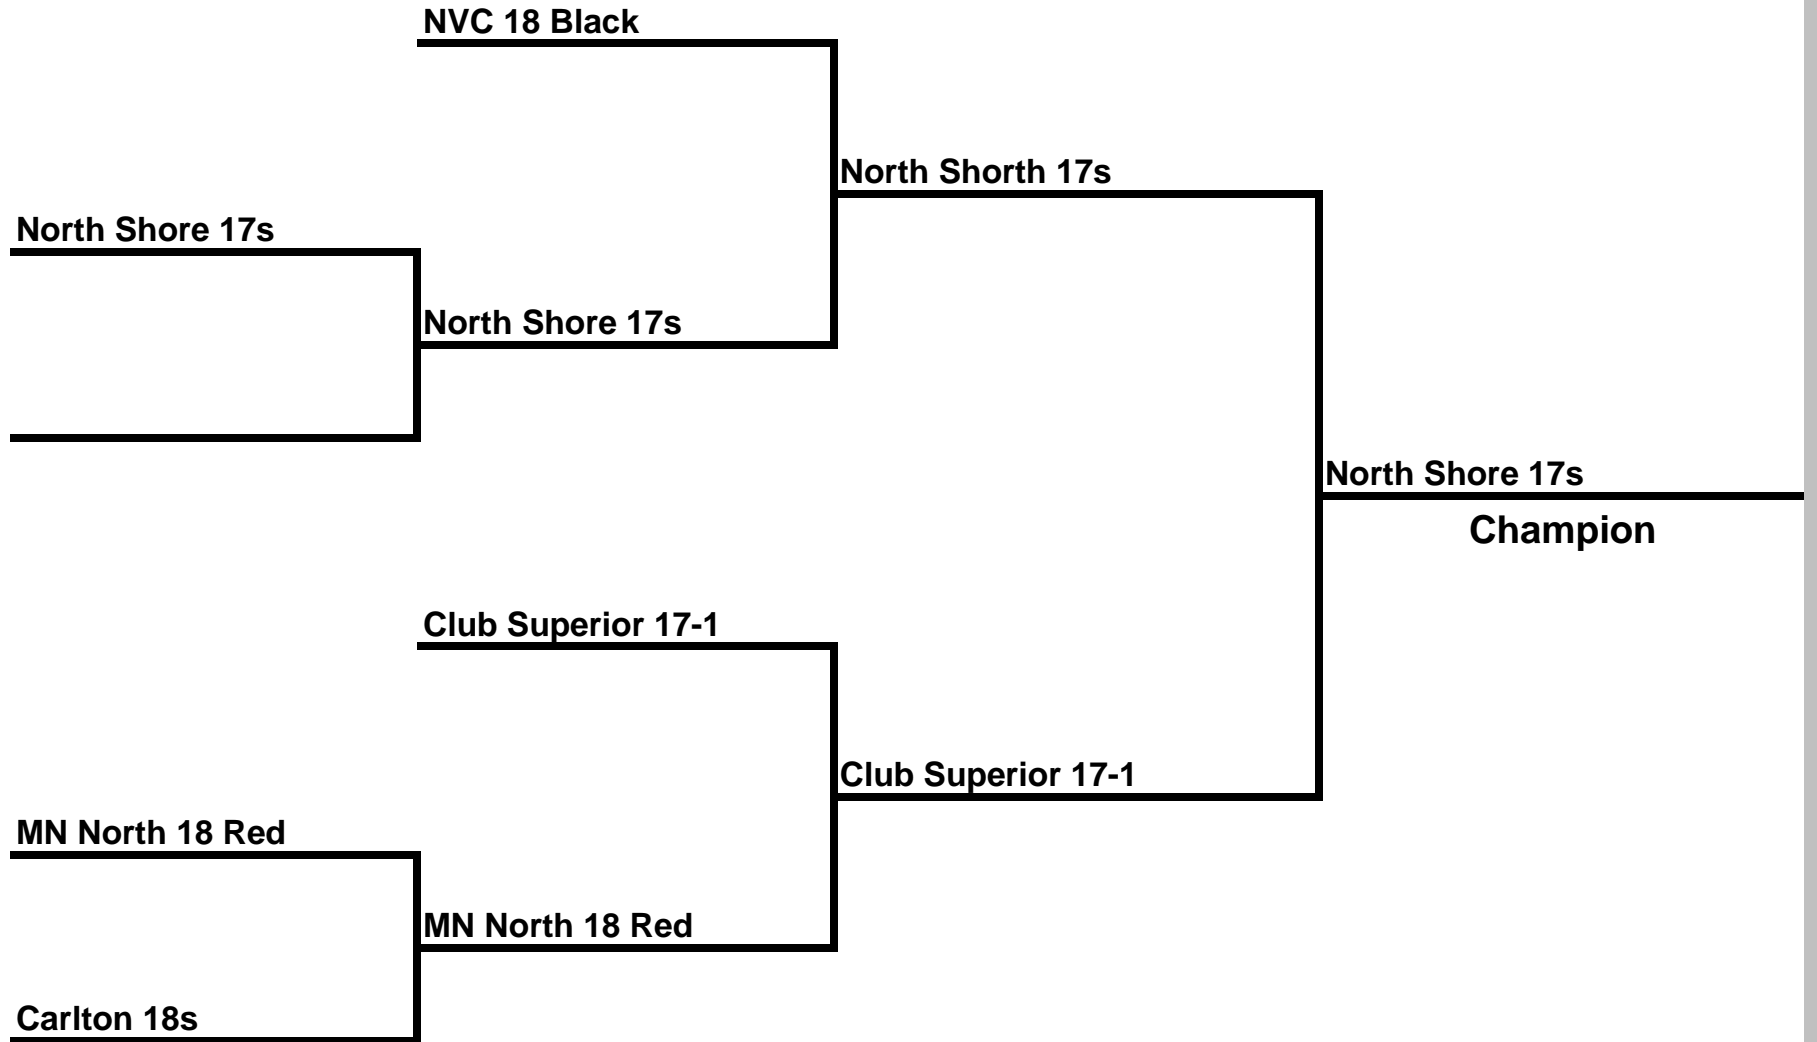 NVC 18 Black
North Shorth 17s
North Shore 17s
North Shore 17s
North Shore 17s
Champion
Club Superior 17-1
Club Superior 17-1
MN North 18 Red
MN North 18 Red
Carlton 18s